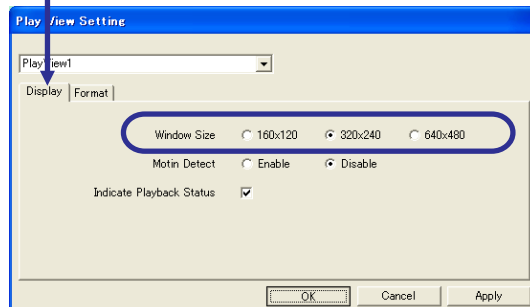 Play View Setting
PlayView1
Display Format
Window Size 160x120 320x240 640x480
Motin Detect Enable Disable
Indicate Playback Status
OK Cancel Apply